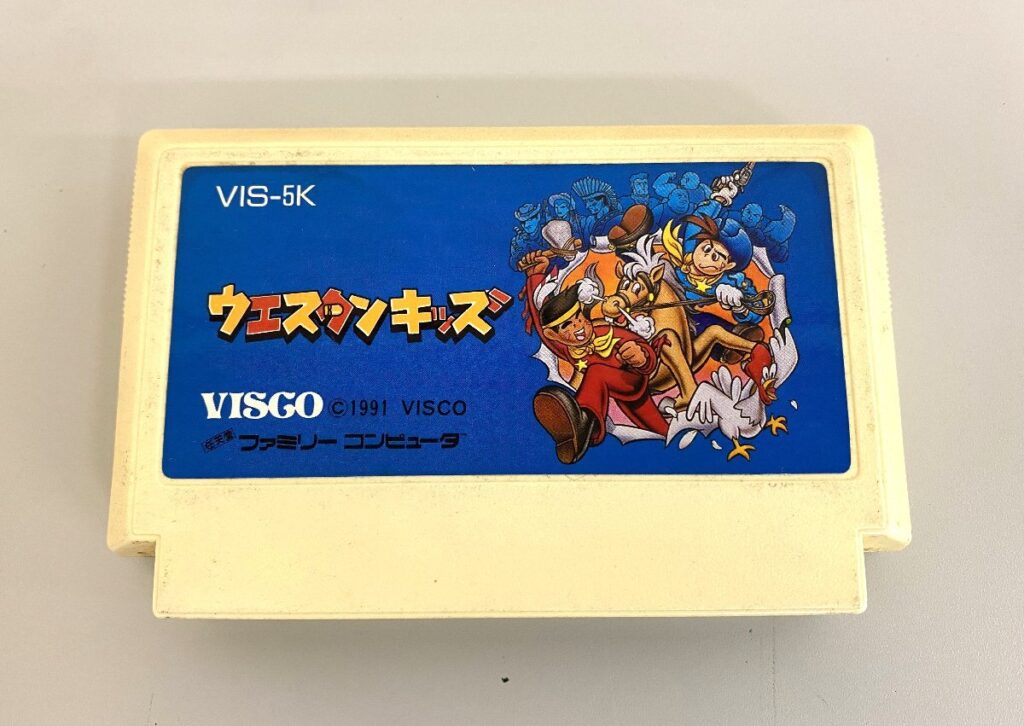 VIS-5K
ウエスタンキッズ
VISCO ©1991 VISCO
任天堂 ファミリーコンピュータ